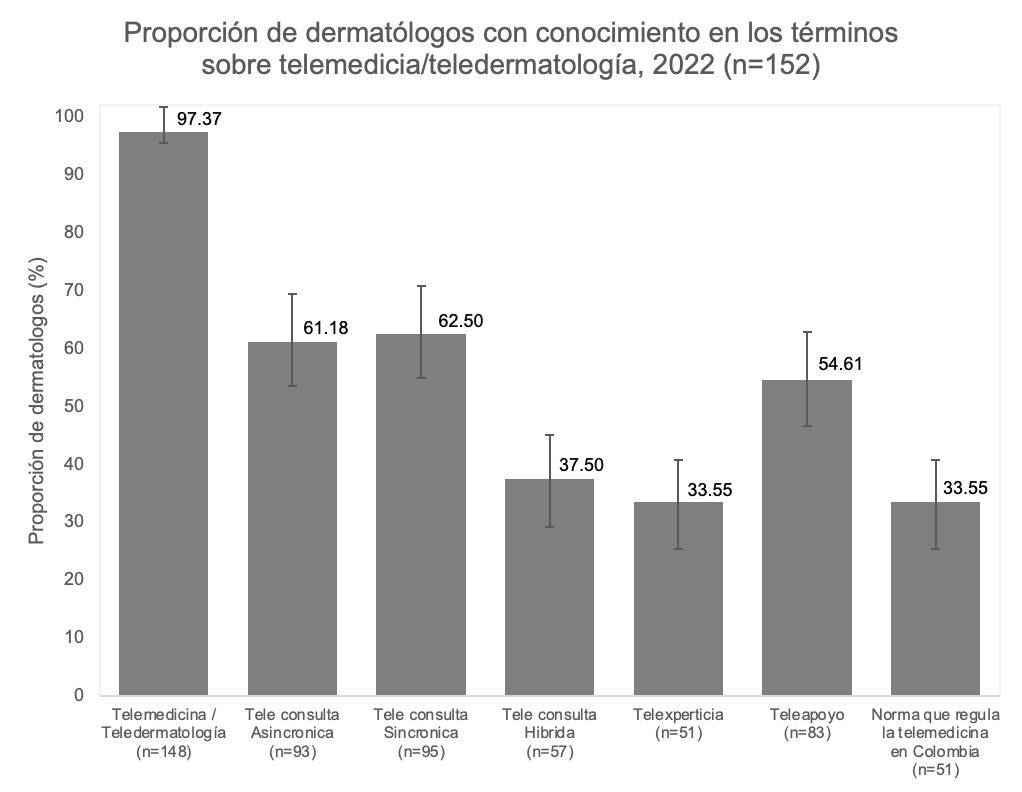 Proporción de dermatólogos con conocimiento en los términos
sobre telemedicia/teledermatología, 2022 (n=152)
Proporción de dermatologos (%)
100
90
80
70
60
50
40
30
20
10
0
97.37
61.18
62.50
37.50
33.55
54.61
33.55
Telemedicina /
Teledermatología
(n=148)
Tele consulta
Asincronica
(n=93)
Tele consulta
Sincronica
(n=95)
Tele consulta
Hibrida
(n=57)
Telexperticia
(n=51)
Teleapoyo
(n=83)
Norma que regula
la telemedicina
en Colombia
(n=51)